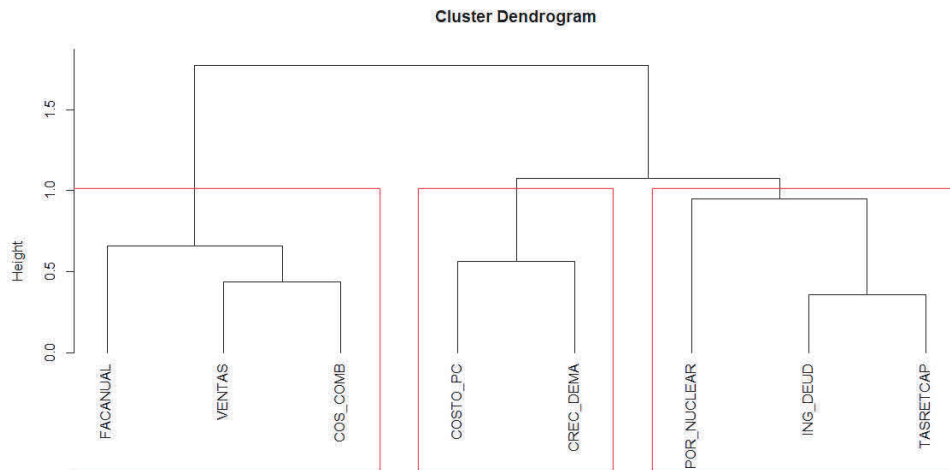 Cluster Dendrogram
Height
0.0
0.5
1.0
1.5
FACANUAL
VENTAS
COS_COMB
COSTO_PC
CREC_DEMA
POR_NUCLEAR
ING_DEUD
TASRETCAP